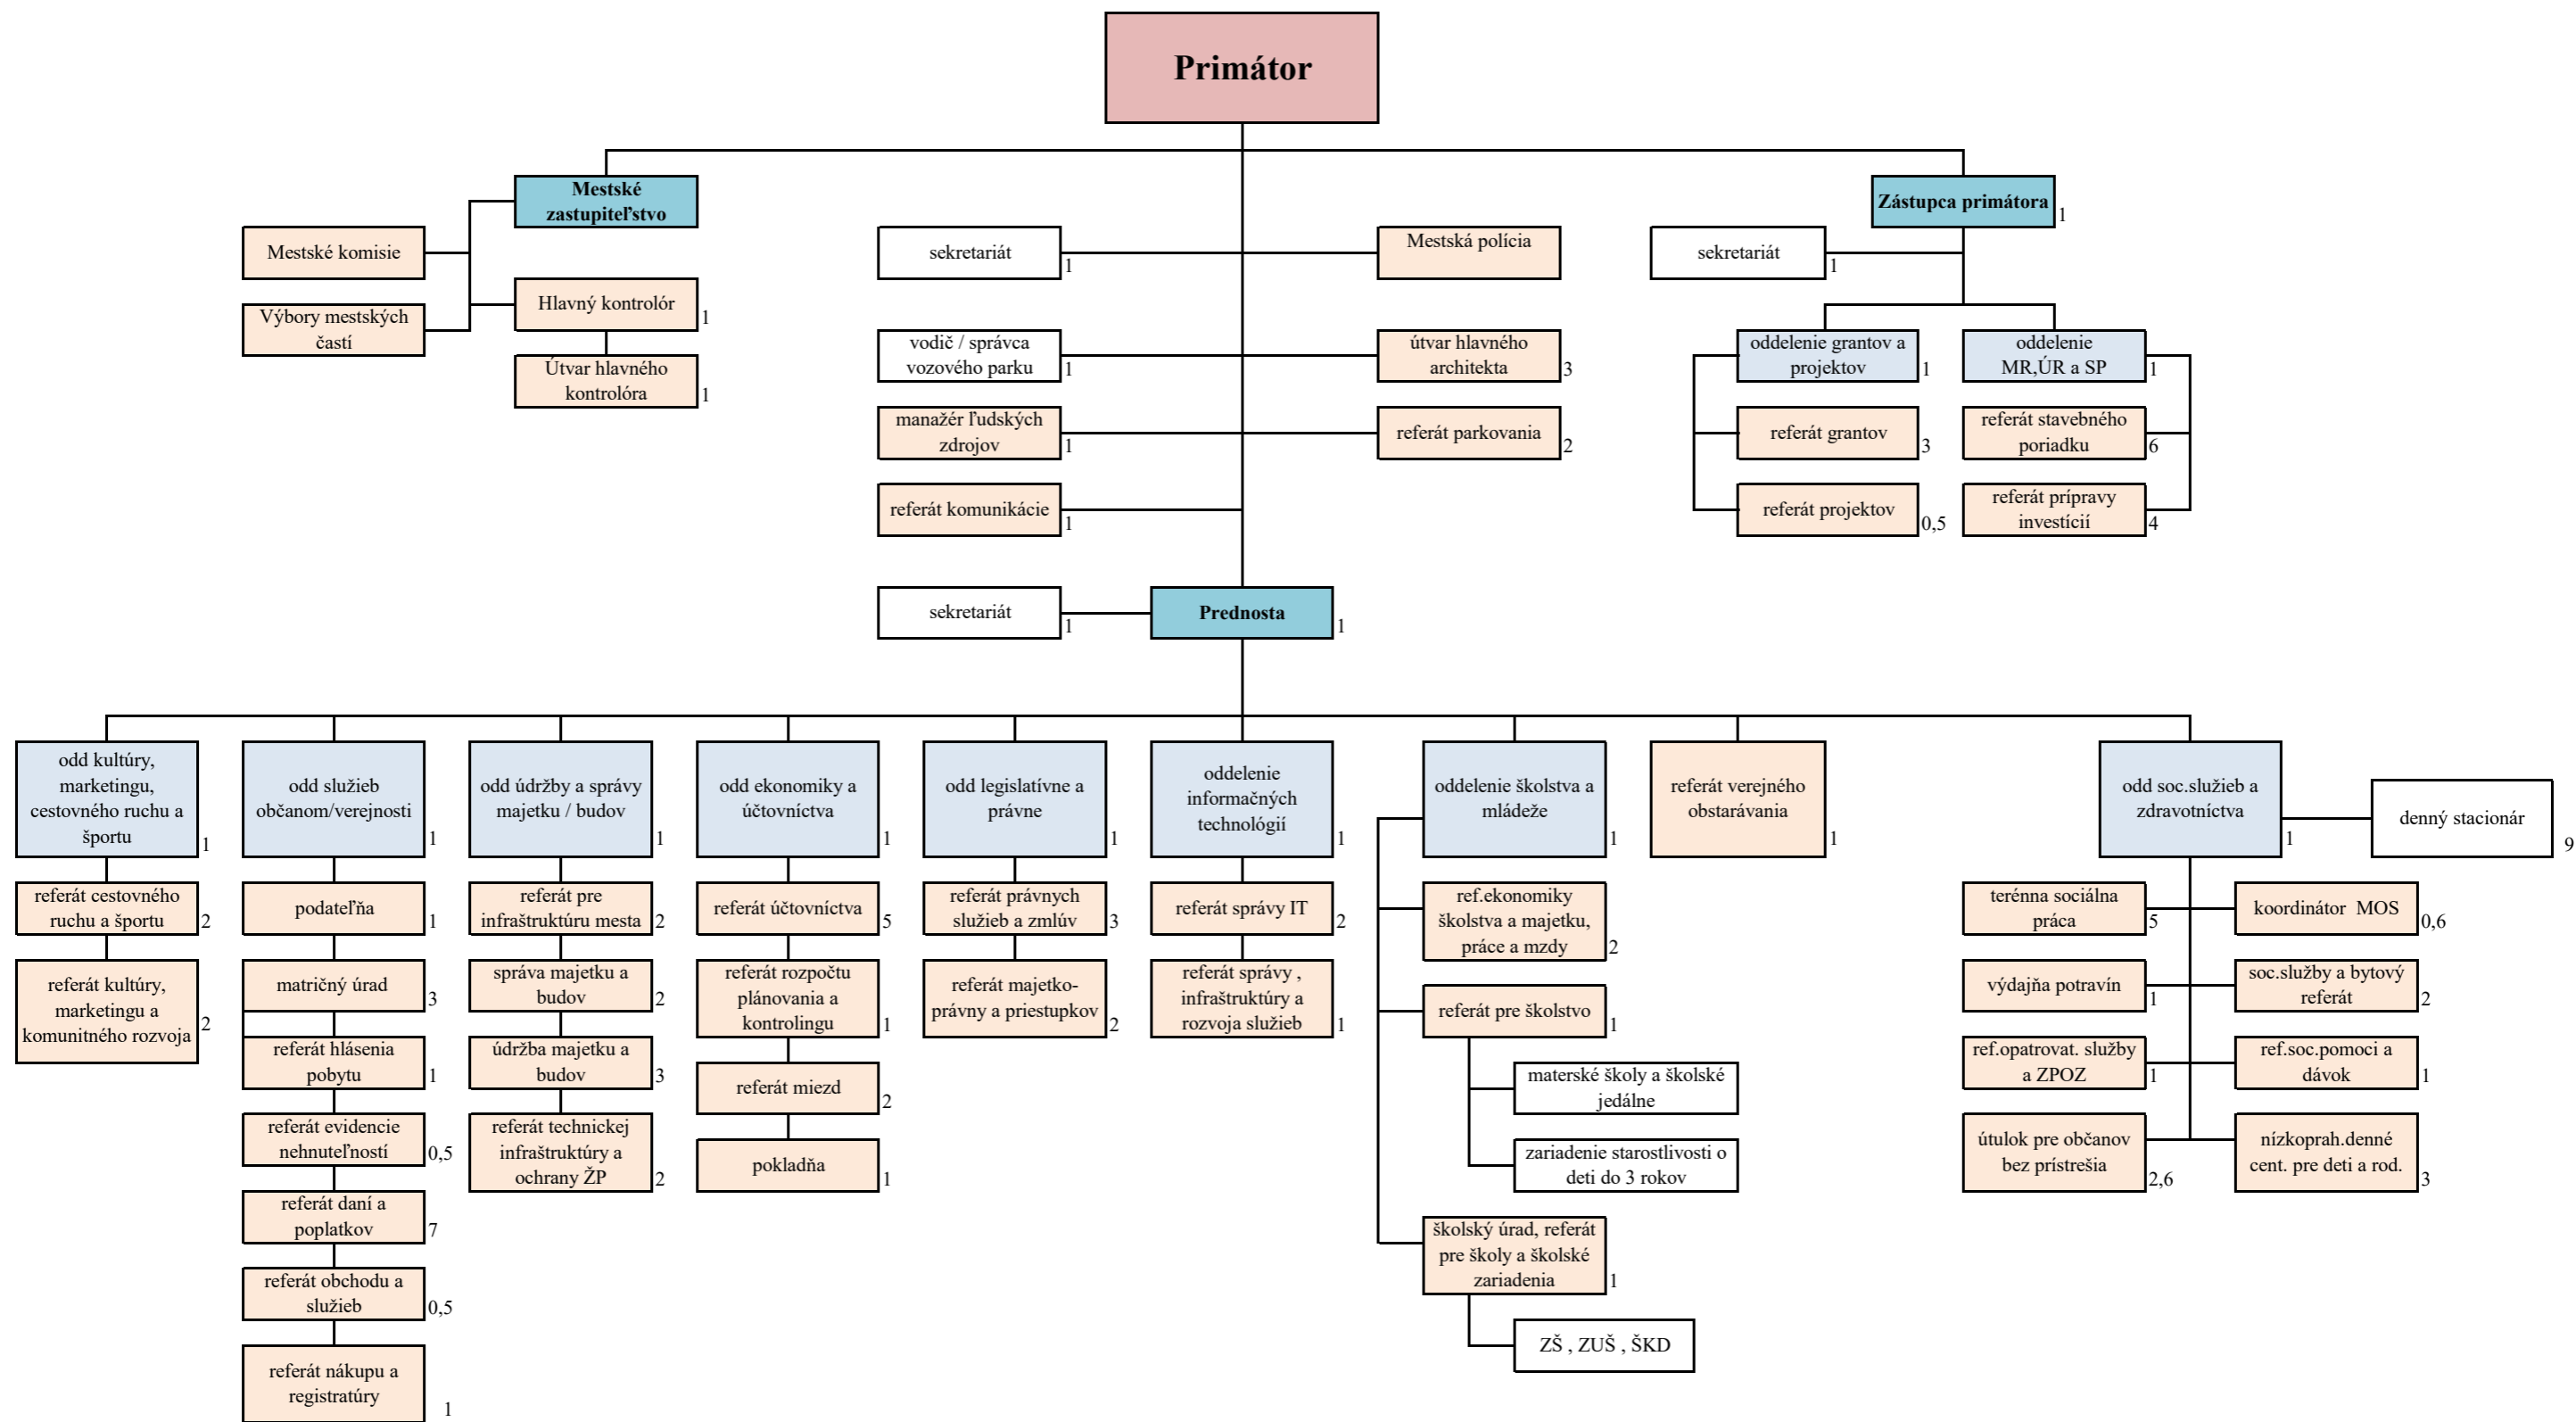 Primátor
Mestské
zastupiteľstvo
Zástupca primátora
1
Mestské komisie
sekretariát
1
Mestská polícia
sekretariát
1
Hlavný kontrolór
1
Výbory mestských
častí
vodič / správca
vozového parku
1
útvar hlavného
architekta
3
oddelenie grantov a
projektov
1
oddelenie
MR,ÚR a SP
1
Útvar hlavného
kontrolóra
1
manažér ľudských
zdrojov
1
referát parkovania
2
referát grantov
3
referát stavebného
poriadku
6
referát komunikácie
1
referát projektov
0,5
referát prípravy
investícií
4
sekretariát
1
Prednosta
1
odd kultúry,
marketingu,
cestovného ruchu a
športu
1
odd služieb
občanom/verejnosti
1
odd údržby a správy
majetku / budov
1
odd ekonomiky a
účtovníctva
1
odd legislatívne a
právne
1
oddelenie
informačných
technológií
1
oddelenie školstva a
mládeže
1
referát verejného
obstarávania
1
odd soc.služieb a
zdravotníctva
1
denný stacionár
9
referát cestovného
ruchu a športu
2
podateľňa
1
referát pre
infraštruktúru mesta
2
referát účtovníctva
5
referát právnych
služieb a zmlúv
3
referát správy IT
2
ref.ekonomiky
školstva a majetku,
práce a mzdy
2
terénna sociálna
práca
5
koordinátor  MOS
0,6
referát kultúry,
marketingu a
komunitného rozvoja
2
matričný úrad
3
správa majetku a
budov
2
referát rozpočtu
plánovania a
kontrolingu
1
referát majetko-
právny a priestupkov
2
referát správy ,
infraštruktúry a
rozvoja služieb
1
referát pre školstvo
1
výdajňa potravín
1
soc.služby a bytový
referát
2
referát hlásenia
pobytu
1
údržba majetku a
budov
3
referát miezd
2
materské školy a školské
jedálne
ref.opatrovat. služby
a ZPOZ
1
ref.soc.pomoci a
dávok
1
referát evidencie
nehnuteľností
0,5
referát technickej
infraštruktúry a
ochrany ŽP
2
pokladňa
1
zariadenie starostlivosti o
deti do 3 rokov
útulok pre občanov
bez prístrešia
2,6
nízkoprah.denné
cent. pre deti a rod.
3
referát daní a
poplatkov
7
školský úrad, referát
pre školy a školské
zariadenia
1
referát obchodu a
služieb
0,5
ZŠ , ZUŠ , ŠKD
referát nákupu a
registratúry
1